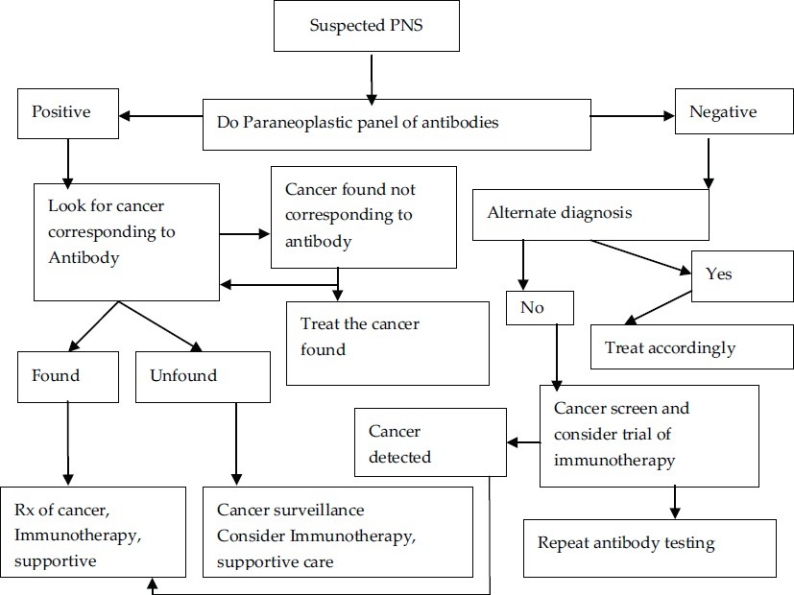 Suspected PNS
Positive
Do Paraneoplastic panel of antibodies
Negative
Look for cancer
corresponding to
Antibody
Cancer found not
corresponding to
antibody
Alternate diagnosis
Yes
No
Treat the cancer
found
Treat accordingly
Found
Unfound
Cancer
detected
Cancer screen and
consider trial of
immunotherapy
Rx of cancer,
Immunotherapy,
supportive
Cancer surveillance
Consider Immunotherapy,
supportive care
Repeat antibody testing